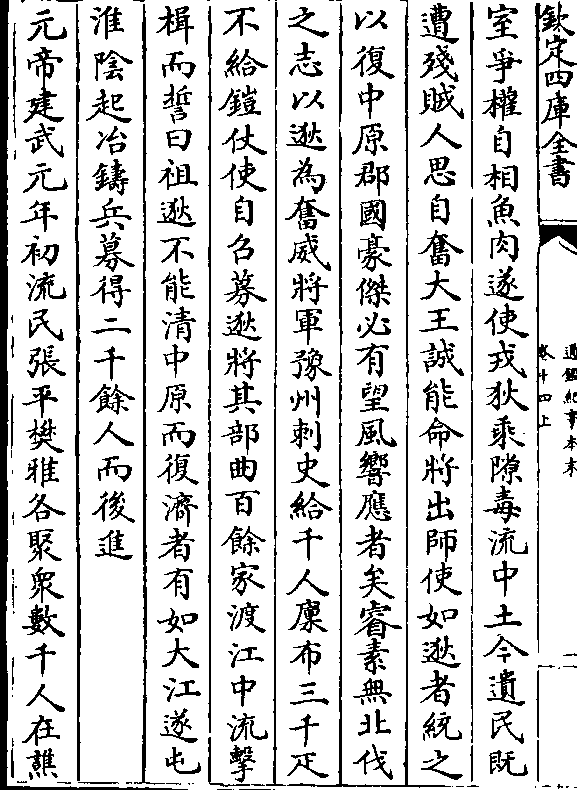 欽定四庫全書
通鑑紀事本末
卷十四上
二
室爭權自相魚肉遂使戎狄乘隙毒流中土今遺民既
遭殘賊人思自奮大王誠能命將出師使如逖者統之
以復中原郡國豪傑必有望風響應者矣睿素無北伐
之志以逖為奮威將軍豫州刺史給千人廩布三千疋
不給鎧仗使自召募逖將其部曲百餘家渡江中流擊
楫而誓曰祖逖不能清中原而復濟者有如大江遂屯
淮陰起冶鑄兵募得二千餘人而後進
元帝建武元年初流民張平樊雅各聚衆數千人在譙